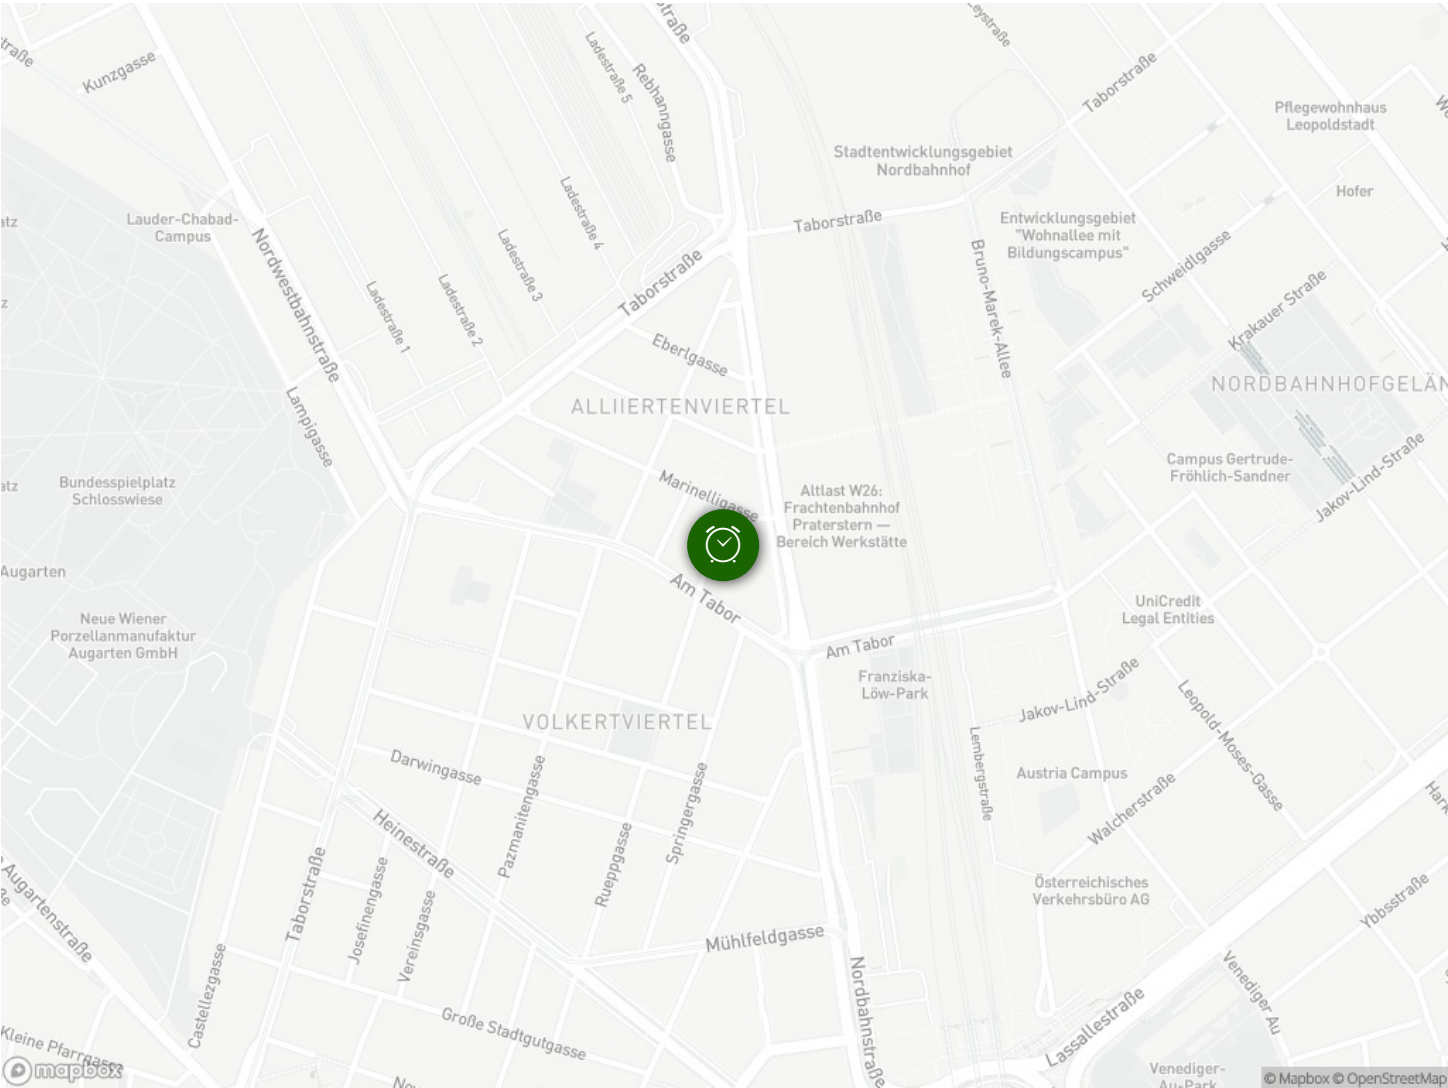 Kunzgasse
Ladestraße 5
Rebhanngasse
Leystraße
Taborstraße
Pflegewohnhaus
Leopoldstadt
Stadtentwicklungsgebiet
Nordbahnhof
Hofer
Lauder-Chabad-
Campus
Ladestraße 4
Taborstraße
Entwicklungsgebiet
"Wohnallee mit
Bildungscampus"
Nordwestbahnstraße
Ladestraße 3
Taborstraße
Schweidlgasse
Ladestraße 1
Ladestraße 2
Bruno-Marek-Allee
Krakauer Straße
Eberlgasse
NORDBAHNHOFGELÄN
ALLIIERTENVIERTEL
Lampigasse
Campus Gertrude-
Fröhlich-Sandner
Jakov-Lind-Straße
Bundesspielplatz
Schlosswiese
Marinelligasse
Altlast W26:
Frachtenbahnhof
Praterstern —
Bereich Werkstätte
Augarten
Am Tabor
UniCredit
Legal Entities
Neue Wiener
Porzellanmanufaktur
Augarten GmbH
Am Tabor
Franziska-
Löw-Park
Jakov-Lind-Straße
Leopold-Moses-Gasse
VOLKERTVIERTEL
Darwingasse
Pazmanitengasse
Springergasse
Lembergstraße
Austria Campus
Walcherstraße
Heinestraße
Rueppgasse
Österreichisches
Verkehrsbüro AG
Ybbsstraße
Augartenstraße
Taborstraße
Josefinengasse
Vereinsgasse
Mühlfeldgasse
Castellezgasse
Nordbahnstraße
Venediger Au
Große Stadtgutgasse
Lassallestraße
Kleine Pfarrgasse
Venediger-
Au-Park
mapbox
© Mapbox © OpenStreetMap